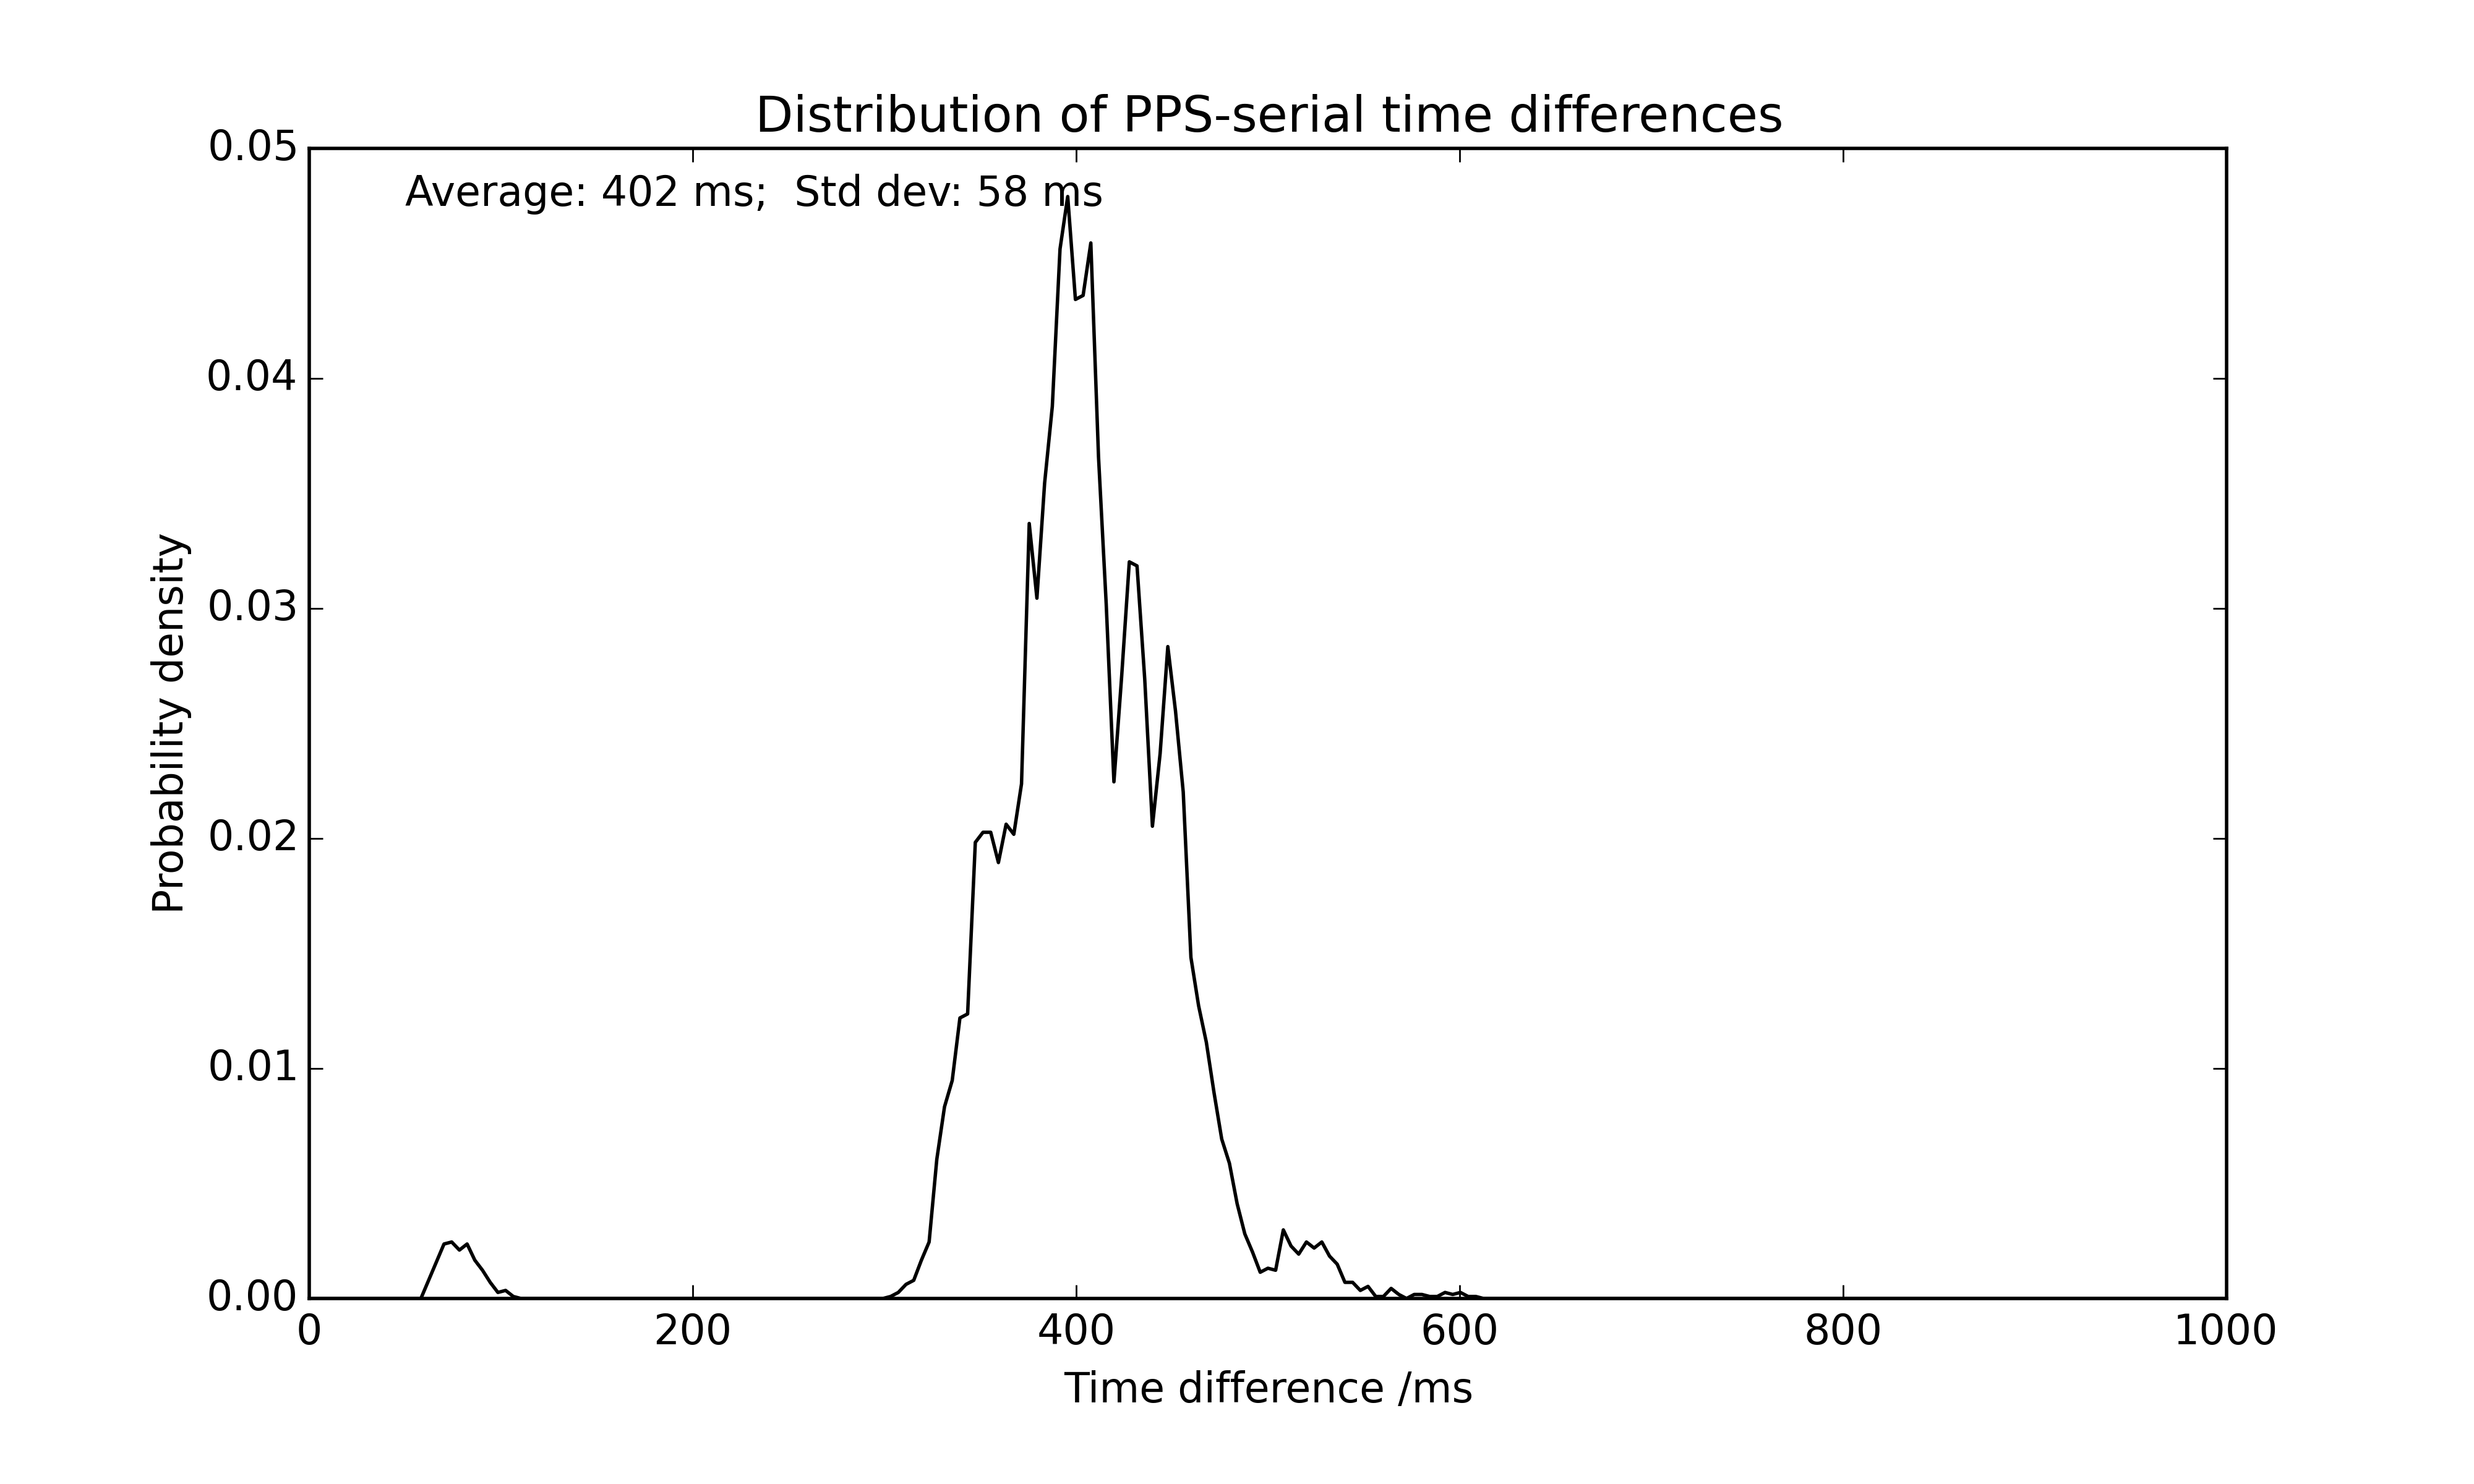 Distribution of PPS-serial time differences
Average: 402 ms;  Std dev: 58 ms
0.05
0.04
0.03
0.02
0.01
0.00
Probability density
0 200 400 600 800 1000
Time difference /ms